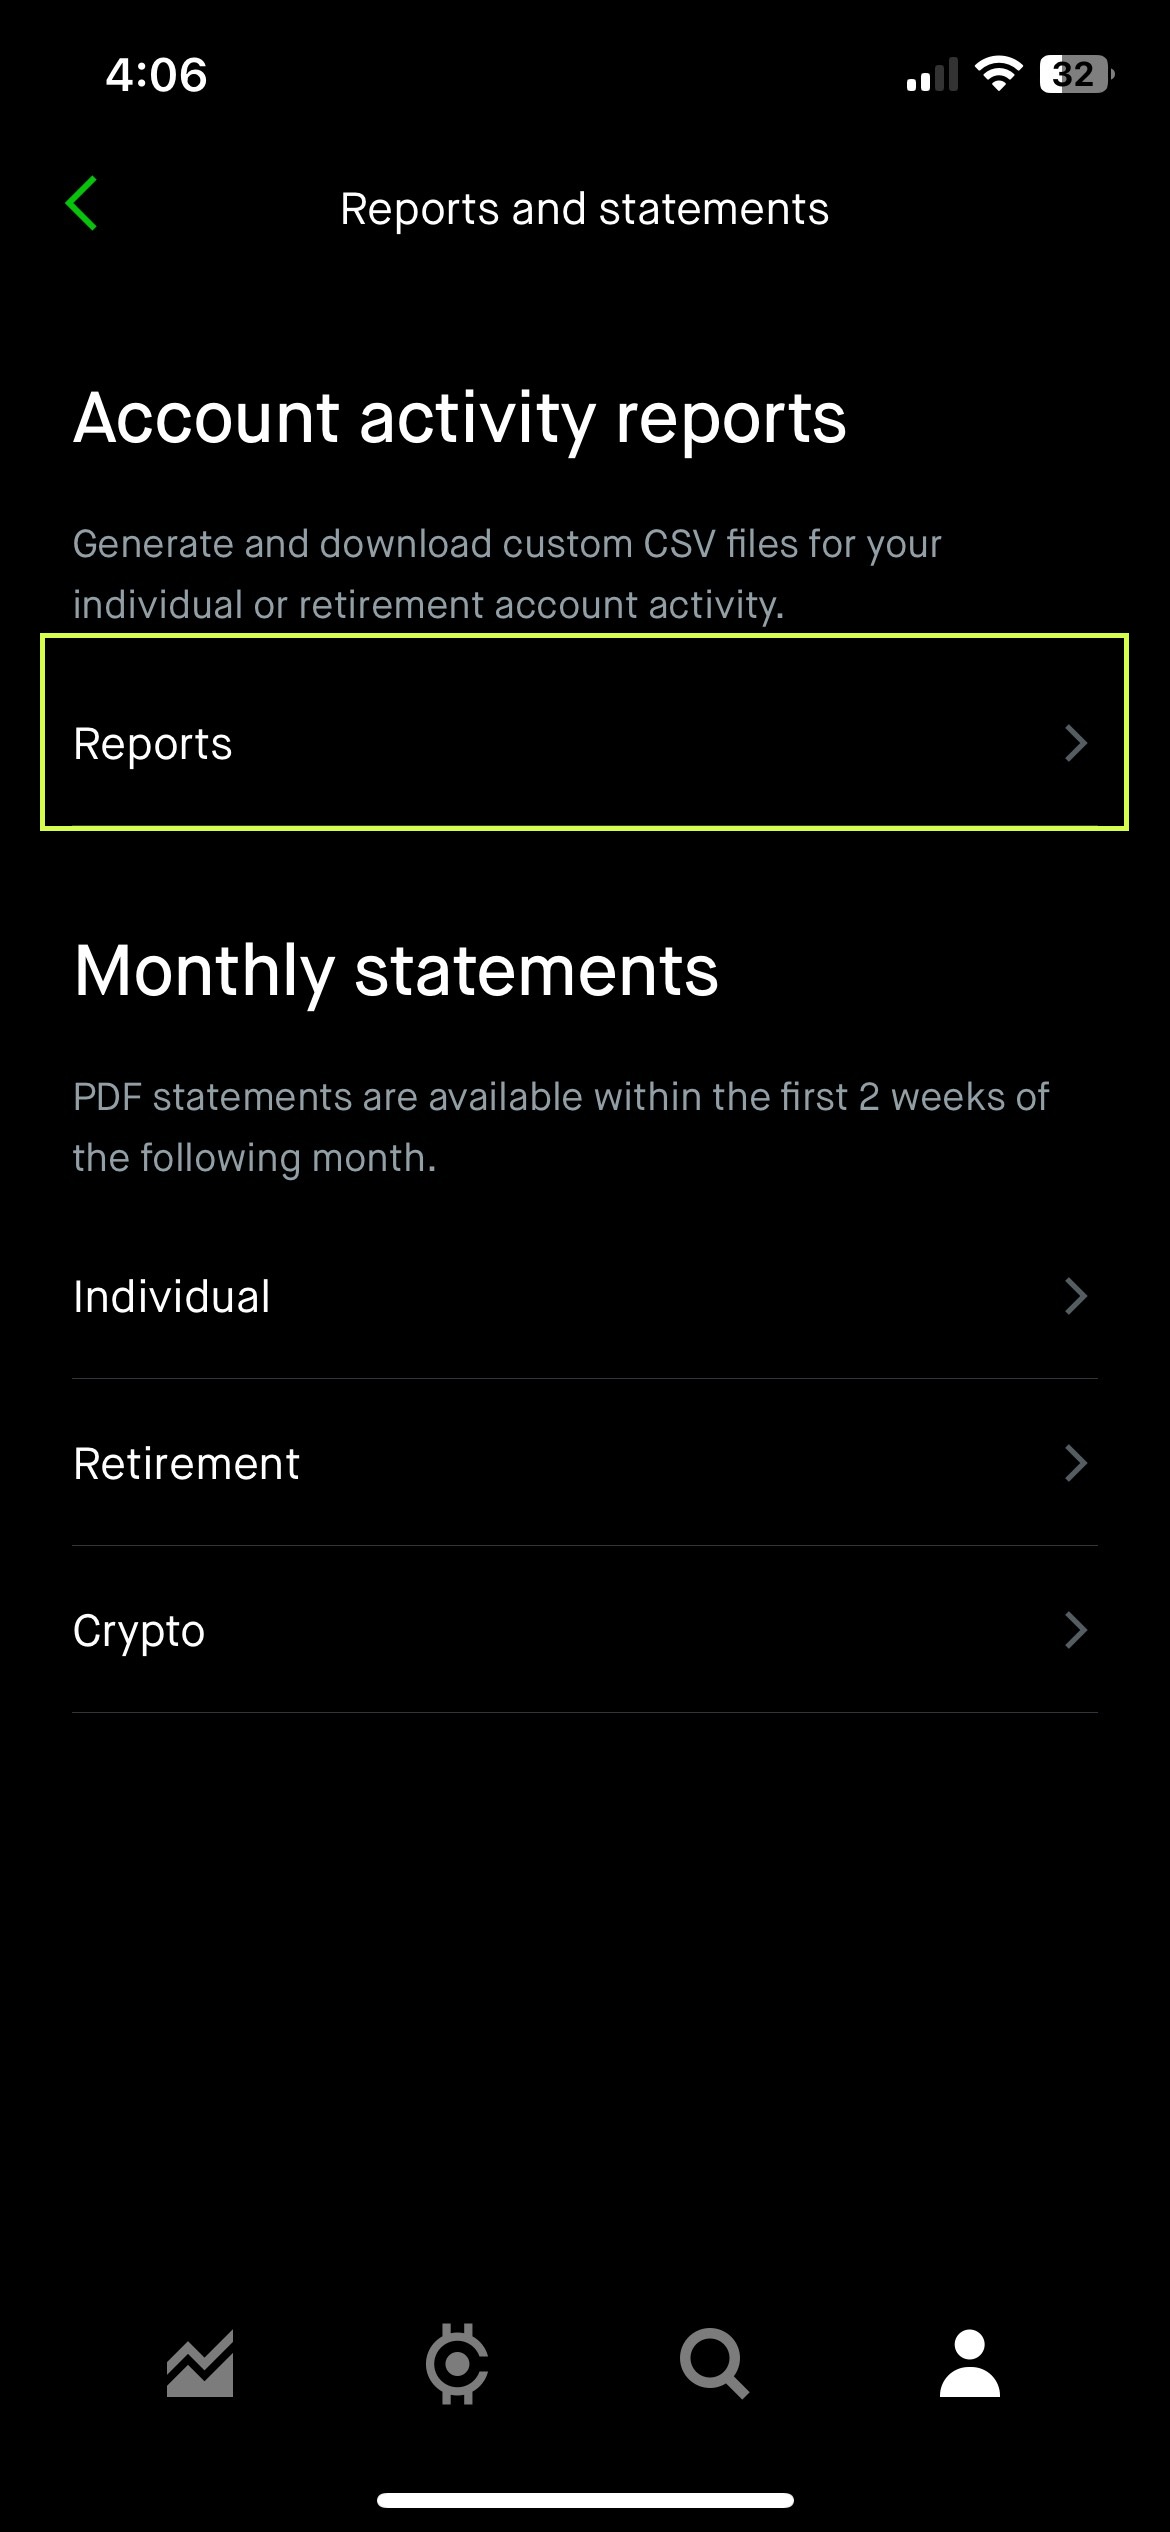 4:06
32
Reports and statements
Account activity reports
Generate and download custom CSV files for your
individual or retirement account activity.
Reports
Monthly statements
PDF statements are available within the first 2 weeks of
the following month.
Individual
Retirement
Crypto